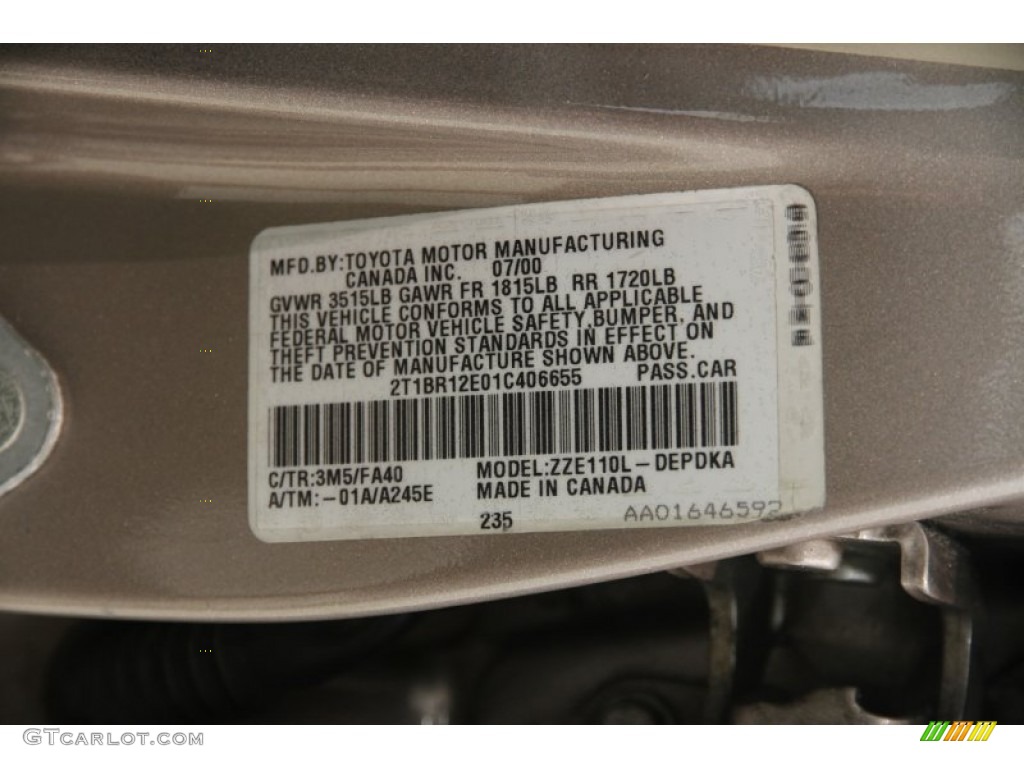 MFD.BY:TOYOTA MOTOR MANUFACTURING
CANADA INC. 07/00
GVWR 3515LB GAWR FR 1815LB RR 1720LB
THIS VEHICLE CONFORMS TO ALL APPLICABLE
FEDERAL MOTOR VEHICLE SAFETY,BUMPER, AND
THEFT PREVENTION STANDARDS IN EFFECT ON
THE DATE OF MANUFACTURE SHOWN ABOVE.
2T1BR12E01C406655 PASS.CAR
C/TR:3M5/FA40 MODEL:ZZE110L-DEPDKA
A/TM:-01A/A245E MADE IN CANADA
235 AA01646592
GTCarlot.com